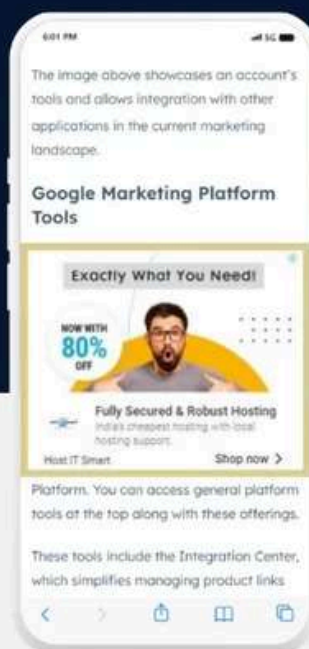 6:01 PM
5G
The image above showcases an account's
tools and allows integration with other
applications in the current marketing
landscape.
Google Marketing Platform
Tools
Exactly What You Need!
NOW WITH
80%
OFF
Fully Secured & Robust Hosting
India's cheapest hosting with local
hosting support.
Host IT Smart
Shop now >
Platform. You can access general platform
tools at the top along with these offerings.
These tools include the Integration Center,
which simplifies managing product links